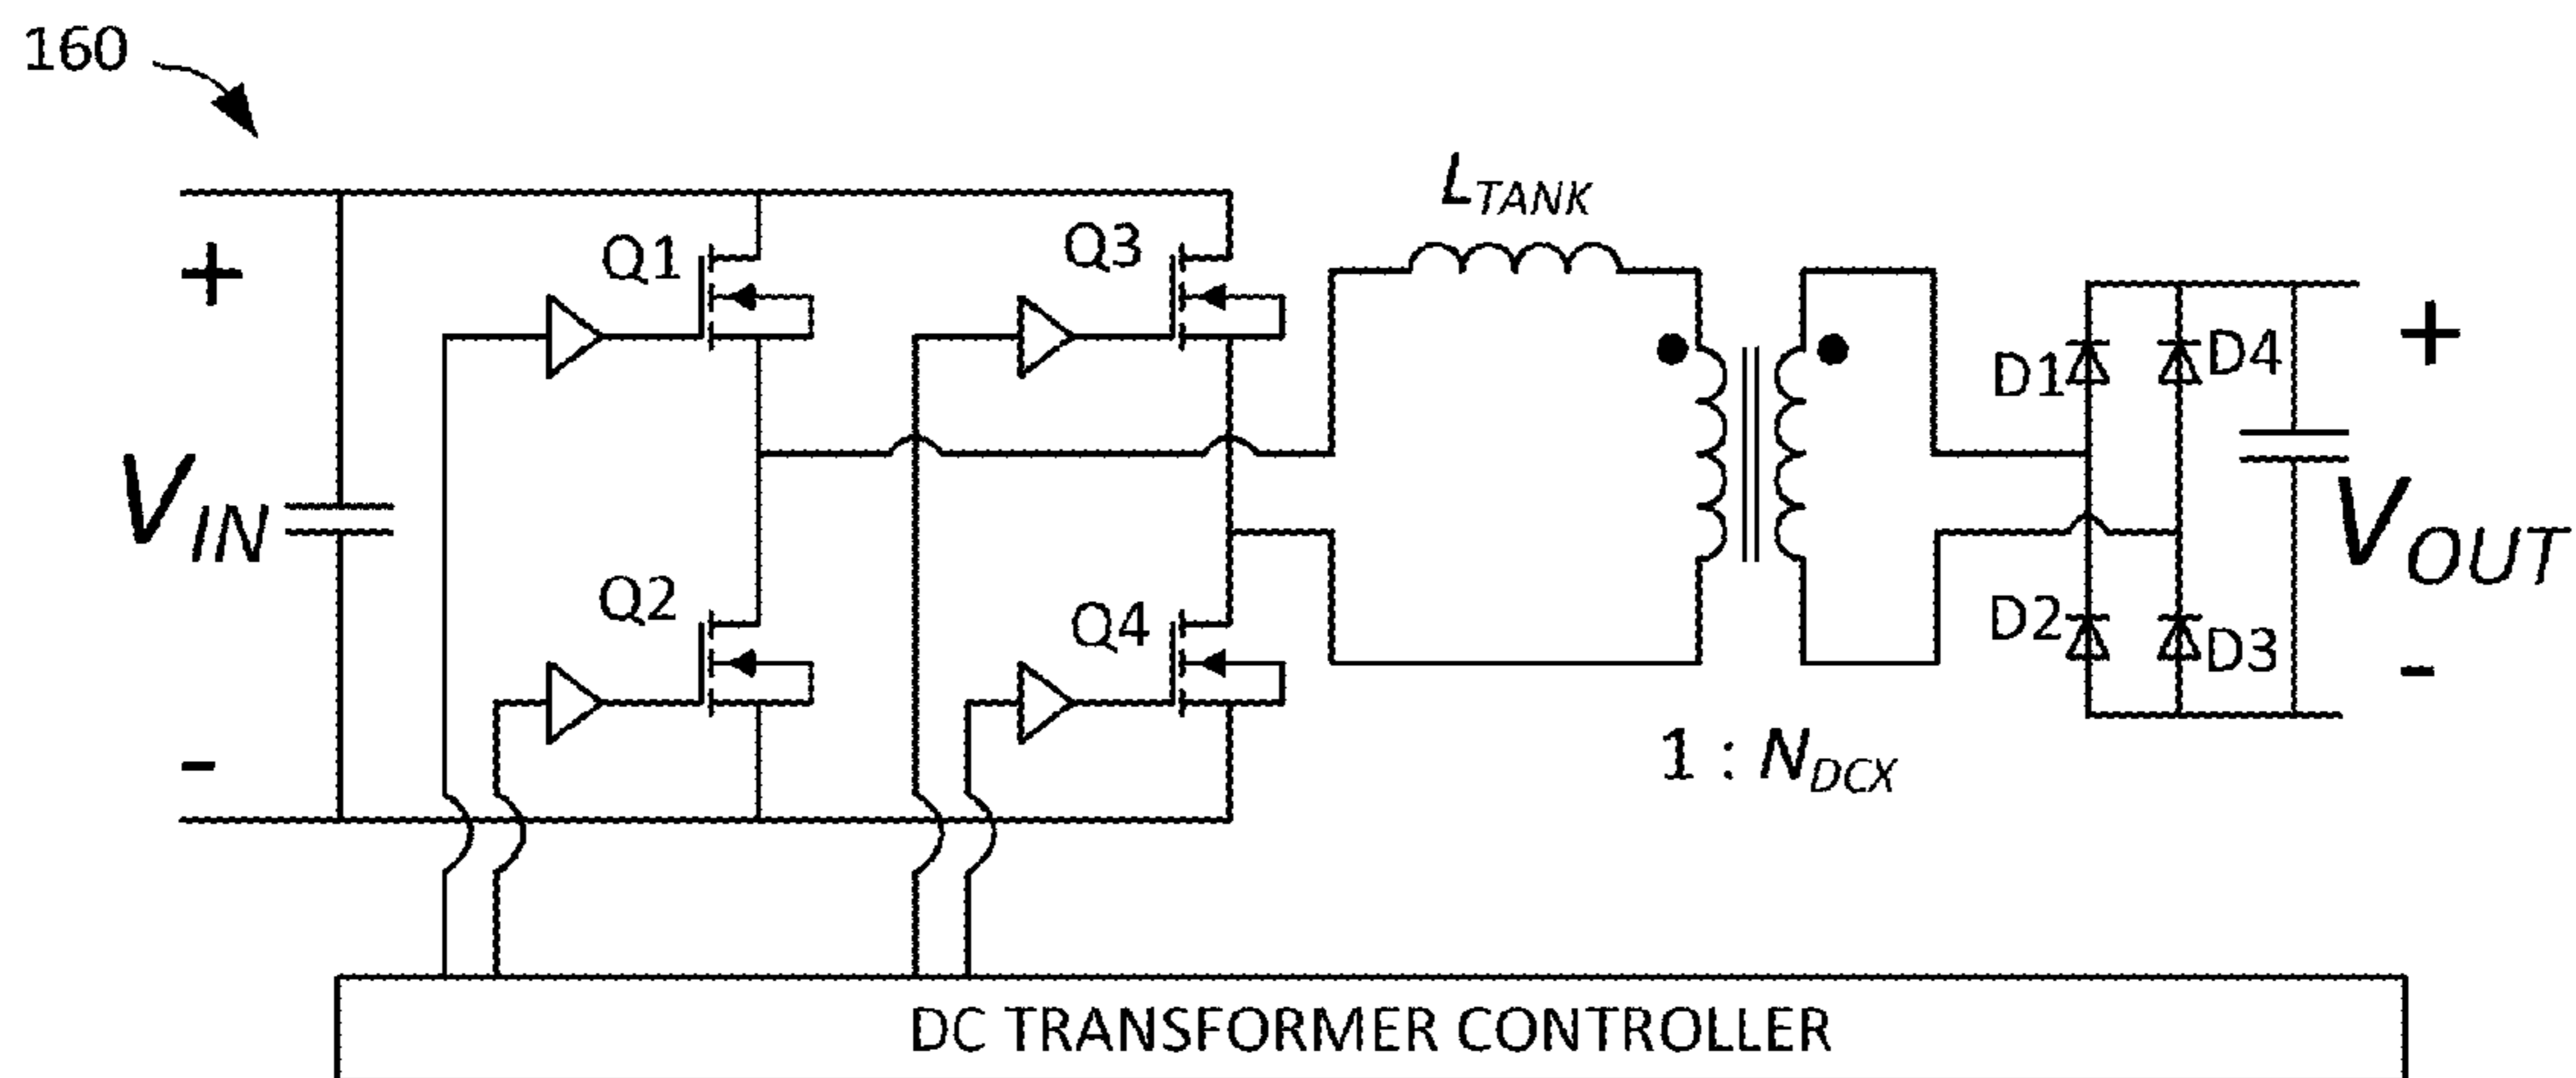 160
L_TANK
Q1
Q3
+
+
D1
D4
V_IN
V_OUT
Q2
Q4
D2
D3
-
-
1 : N_DCX
DC TRANSFORMER CONTROLLER